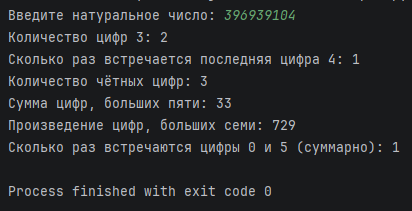 Введите натуральное число: 396939104
Количество цифр 3: 2
Сколько раз встречается последняя цифра 4: 1
Количество чётных цифр: 3
Сумма цифр, больших пяти: 33
Произведение цифр, больших семи: 729
Сколько раз встречаются цифры 0 и 5 (суммарно): 1
Process finished with exit code 0